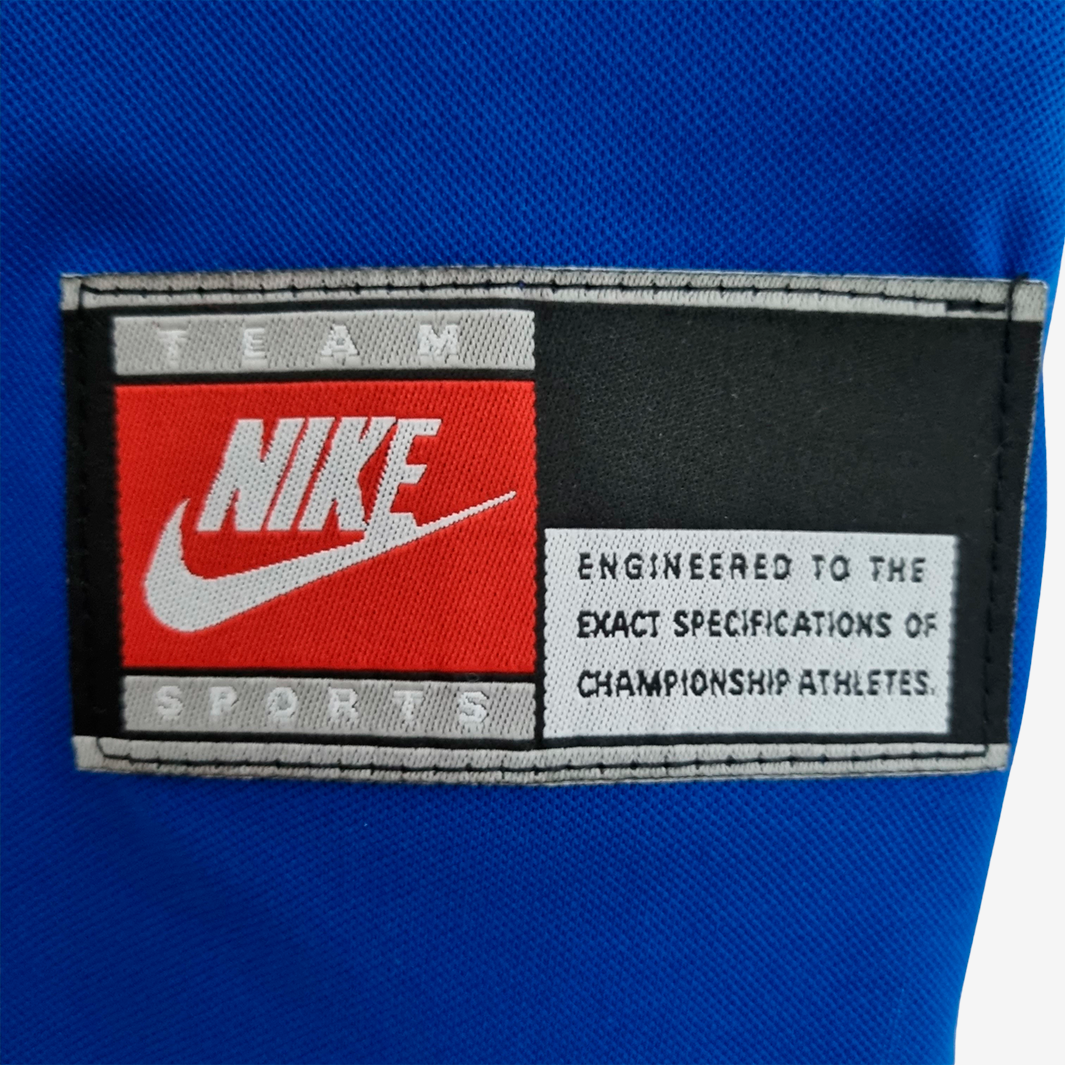 TEAM
NIKE
SPORTS
ENGINEERED TO THE
EXACT SPECIFICATIONS OF
CHAMPIONSHIP ATHLETES.